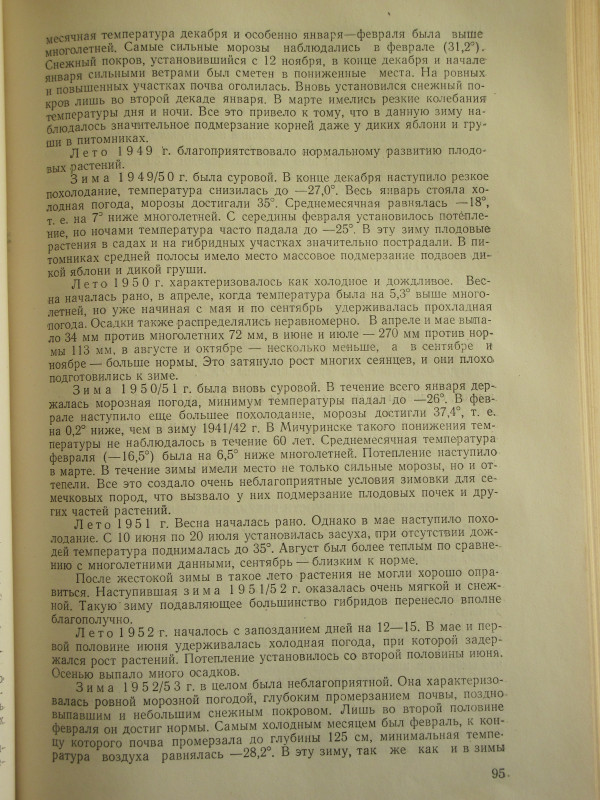 месячная температура декабря и особенно января—февраля была выше
многолетней. Самые сильные морозы наблюдались в феврале (31,2°).
Снежный покров, установившийся с 12 ноября, в конце декабря и начале
января сильными ветрами был сметен в пониженные места. На ровных
и повышенных участках почва оголилась. Вновь установился снежный по-
кров лишь во второй декаде января. В марте имелись резкие колебания
температуры дня и ночи. Все это привело к тому, что в данную зиму на-
блюдалось значительное подмерзание корней даже у диких яблони и гру-
ши в питомниках.
Лето 1949 г. благоприятствовало нормальному развитию плодо-
вых растений.
Зима 1949/50 г. была суровой. В конце декабря наступило резкое
похолодание, температура снизилась до —27,0°. Весь январь стояла хо-
лодная погода, морозы достигали 35°. Среднемесячная равнялась —18°,
т. е. на 7° ниже многолетней. С середины февраля установилось потепле-
ние, но ночами температура часто падала до —25°. В эту зиму плодовые
растения в садах и на гибридных участках значительно пострадали. В пи-
томниках средней полосы имело место массовое подмерзание подвоев ди-
кой яблони и дикой груши.
Лето 1950 г. характеризовалось как холодное и дождливое. Вес-
на началась рано, в апреле, когда температура была на 5,3° выше много-
летней, но уже начиная с мая и по сентябрь удерживалась прохладная
погода. Осадки также распределялись неравномерно. В апреле и мае выпа-
ло 34 мм против многолетних 72 мм, в июне и июле — 270 мм против нор-
мы 113 мм, в августе и октябре — несколько меньше, а в сентябре и
ноябре — больше нормы. Это затянуло рост многих сеянцев, и они плохо
подготовились к зиме.
Зима 1950/51 г. была вновь суровой. В течение всего января дер-
жалась морозная погода, минимум температуры падал до —26°. В фев-
рале наступило еще большее похолодание, морозы достигли 37,4°, т. е.
на 0,2° ниже, чем в зиму 1941/42 г. В Мичуринске такого понижения тем-
пературы не наблюдалось в течение 60 лет. Среднемесячная температура
февраля (—16,5°) была на 6,5° ниже многолетней. Потепление наступило
в марте. В течение зимы имели место не только сильные морозы, но и от-
тепели. Все это создало очень неблагоприятные условия зимовки для се-
мечковых пород, что вызвало у них подмерзание плодовых почек и дру-
гих частей растений.
Лето 1951 г. Весна началась рано. Однако в мае наступило похо-
лодание. С 10 июня по 20 июля установилась засуха, при отсутствии дож-
дей температура поднималась до 35°. Август был более теплым по сравне-
нию с многолетними данными, сентябрь — близким к норме.
После жестокой зимы в такое лето растения не могли хорошо опра-
виться. Наступившая зима 1951/52 г. оказалась очень мягкой и снеж-
ной. Такую зиму подавляющее большинство гибридов перенесло вполне
благополучно.
Лето 1952 г. началось с запозданием дней на 12—15. В мае и пер-
вой половине июня удерживалась холодная погода, при которой задер-
жался рост растений. Потепление установилось со второй половины июня.
Осенью выпало много осадков.
Зима 1952/53 г. в целом была неблагоприятной. Она характеризо-
валась ровной морозной погодой, глубоким промерзанием почвы, поздно
выпавшим и небольшим снежным покровом. Лишь во второй половине
февраля он достиг нормы. Самым холодным месяцем был февраль, к кон-
цу которого почва промерзала до глубины 125 см, минимальная темпе-
ратура воздуха равнялась —28,2°. В эту зиму, так же как и в зимы
95